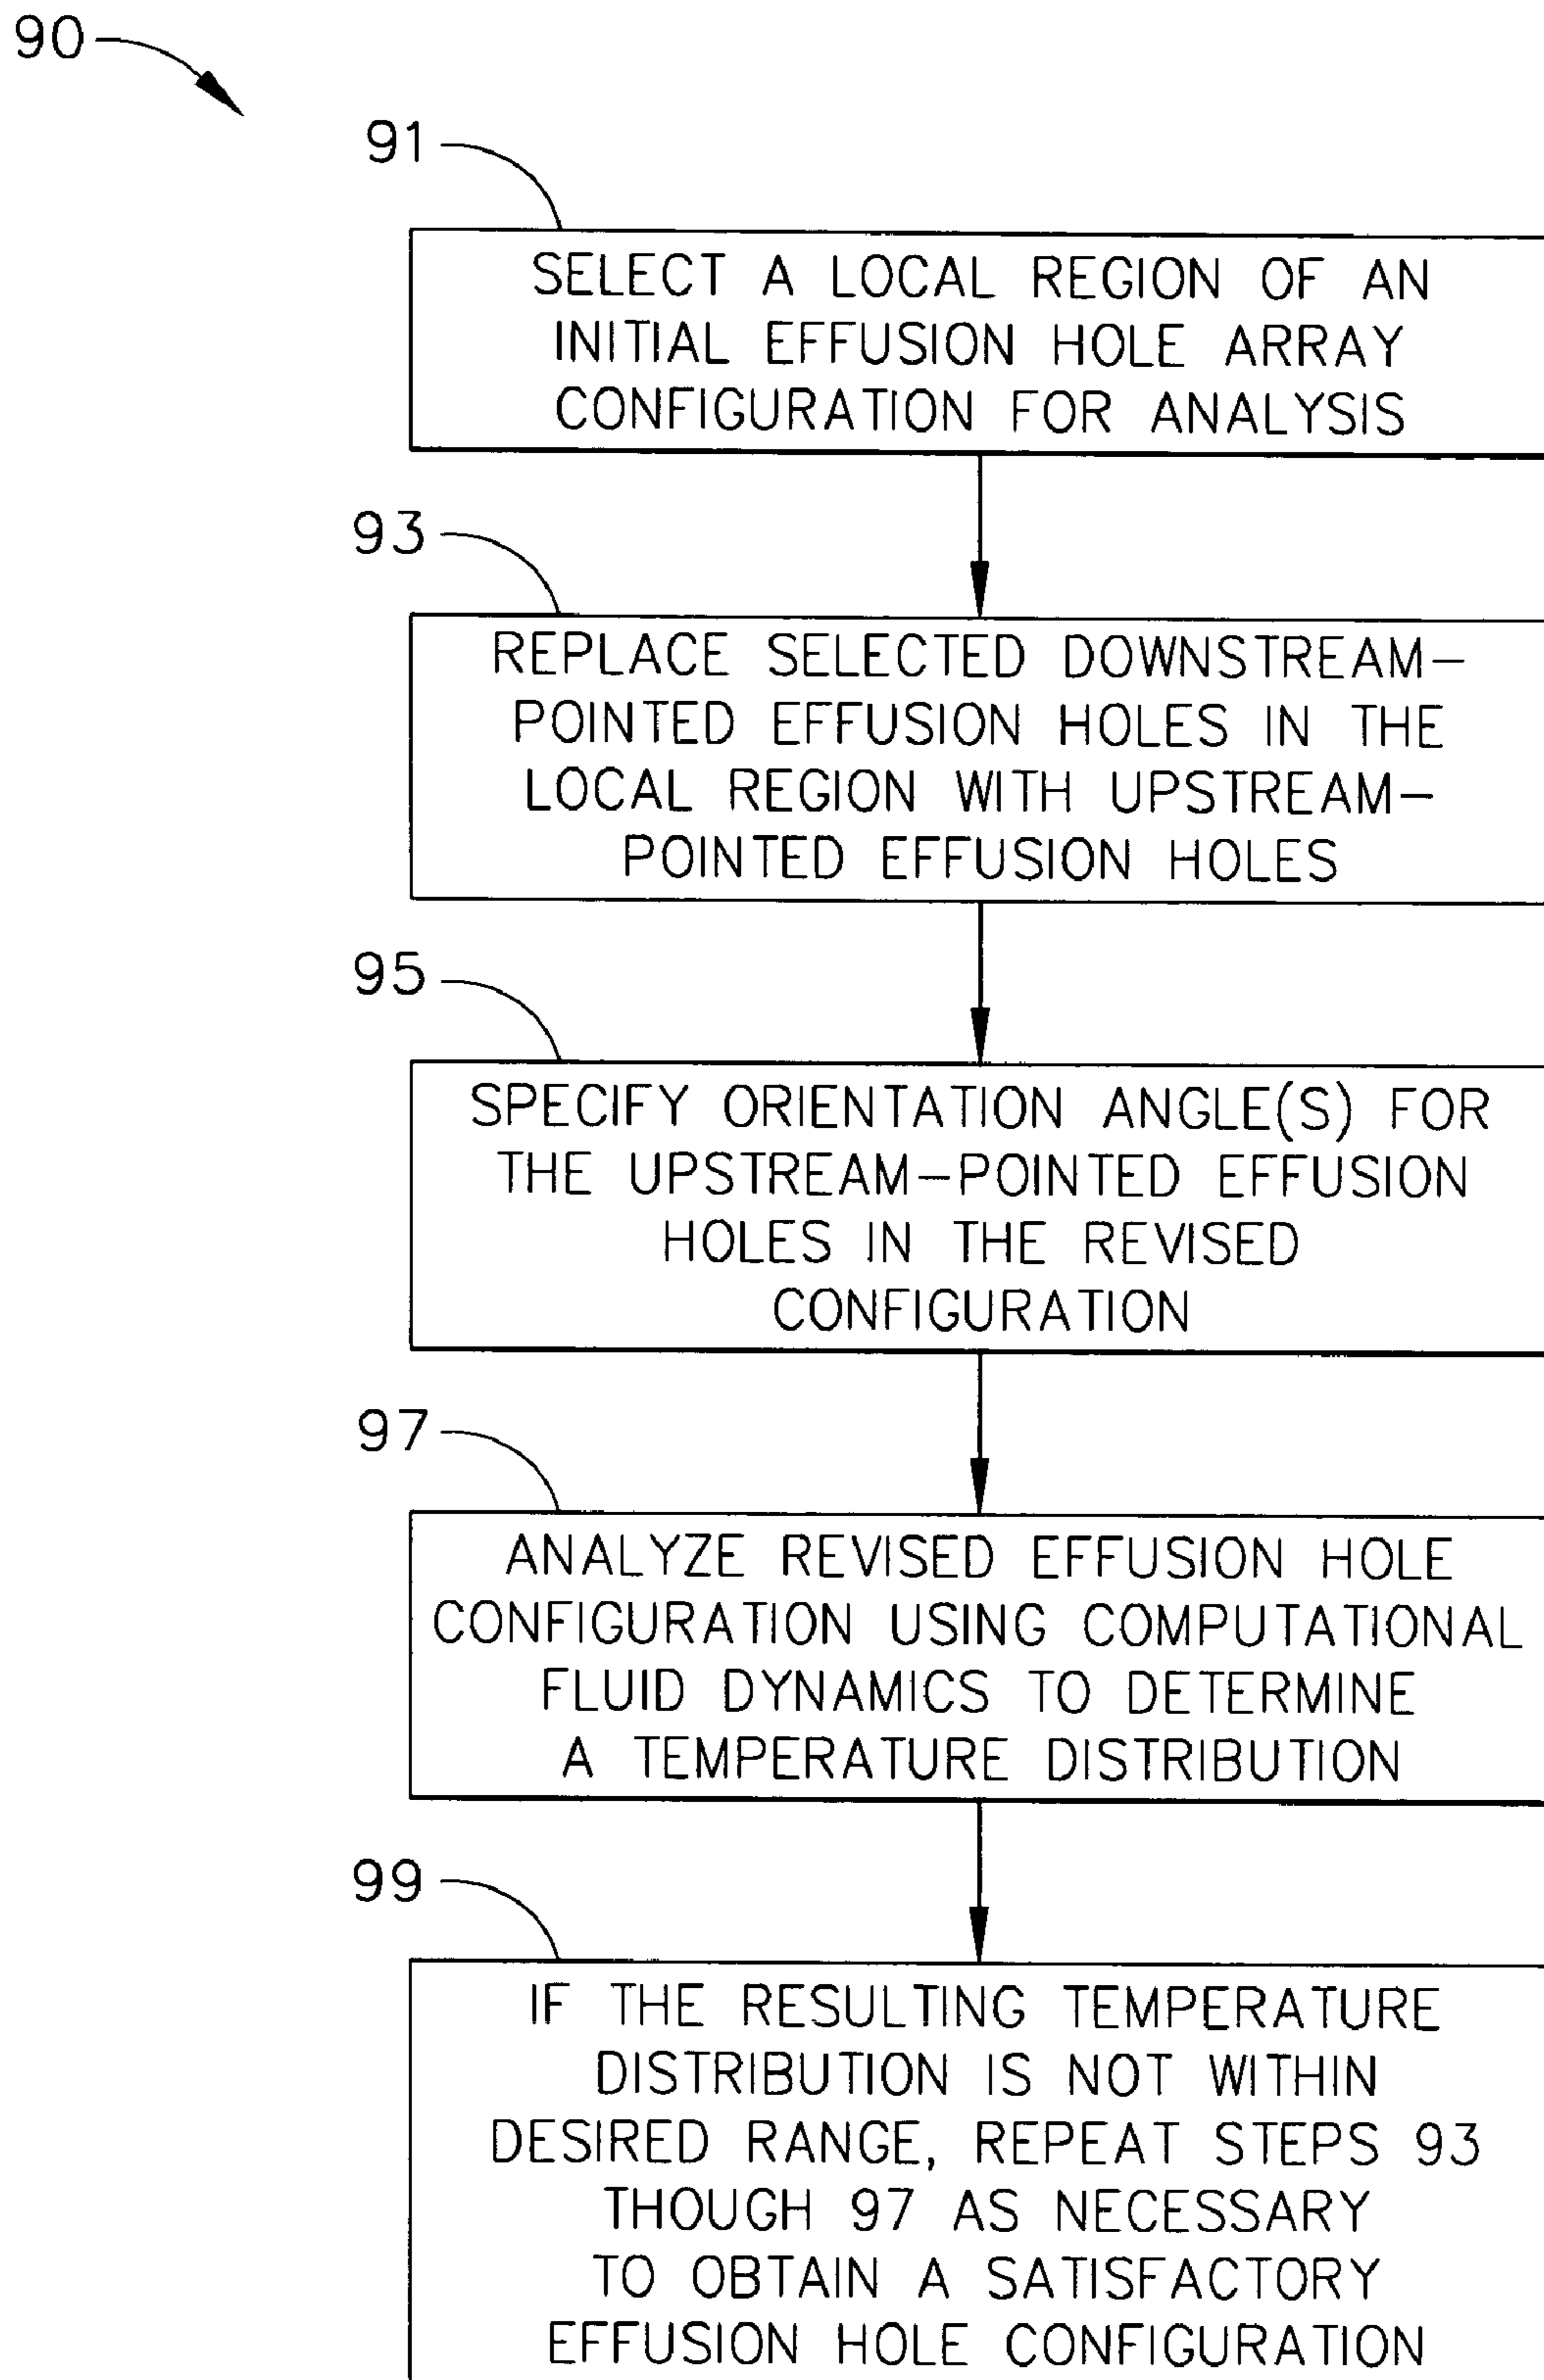 90
91
SELECT A LOCAL REGION OF AN
INITIAL EFFUSION HOLE ARRAY
CONFIGURATION FOR ANALYSIS
93
REPLACE SELECTED DOWNSTREAM–
POINTED EFFUSION HOLES IN THE
LOCAL REGION WITH UPSTREAM–
POINTED EFFUSION HOLES
95
SPECIFY ORIENTATION ANGLE(S) FOR
THE UPSTREAM–POINTED EFFUSION
HOLES IN THE REVISED
CONFIGURATION
97
ANALYZE REVISED EFFUSION HOLE
CONFIGURATION USING COMPUTATIONAL
FLUID DYNAMICS TO DETERMINE
A TEMPERATURE DISTRIBUTION
99
IF THE RESULTING TEMPERATURE
DISTRIBUTION IS NOT WITHIN
DESIRED RANGE, REPEAT STEPS 93
THOUGH 97 AS NECESSARY
TO OBTAIN A SATISFACTORY
EFFUSION HOLE CONFIGURATION